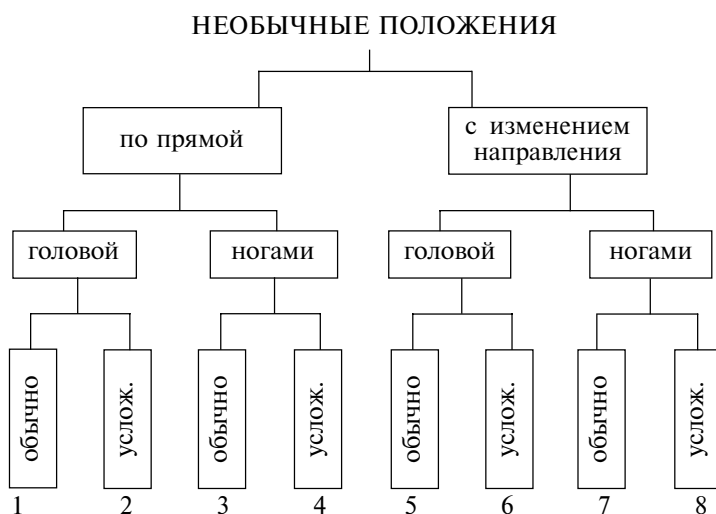 НЕОБЫЧНЫЕ ПОЛОЖЕНИЯ
по прямой
с изменением
направления
головой
ногами
головой
ногами
обычно
услож.
обычно
услож.
обычно
услож.
обычно
услож.
1 2 3 4 5 6 7 8